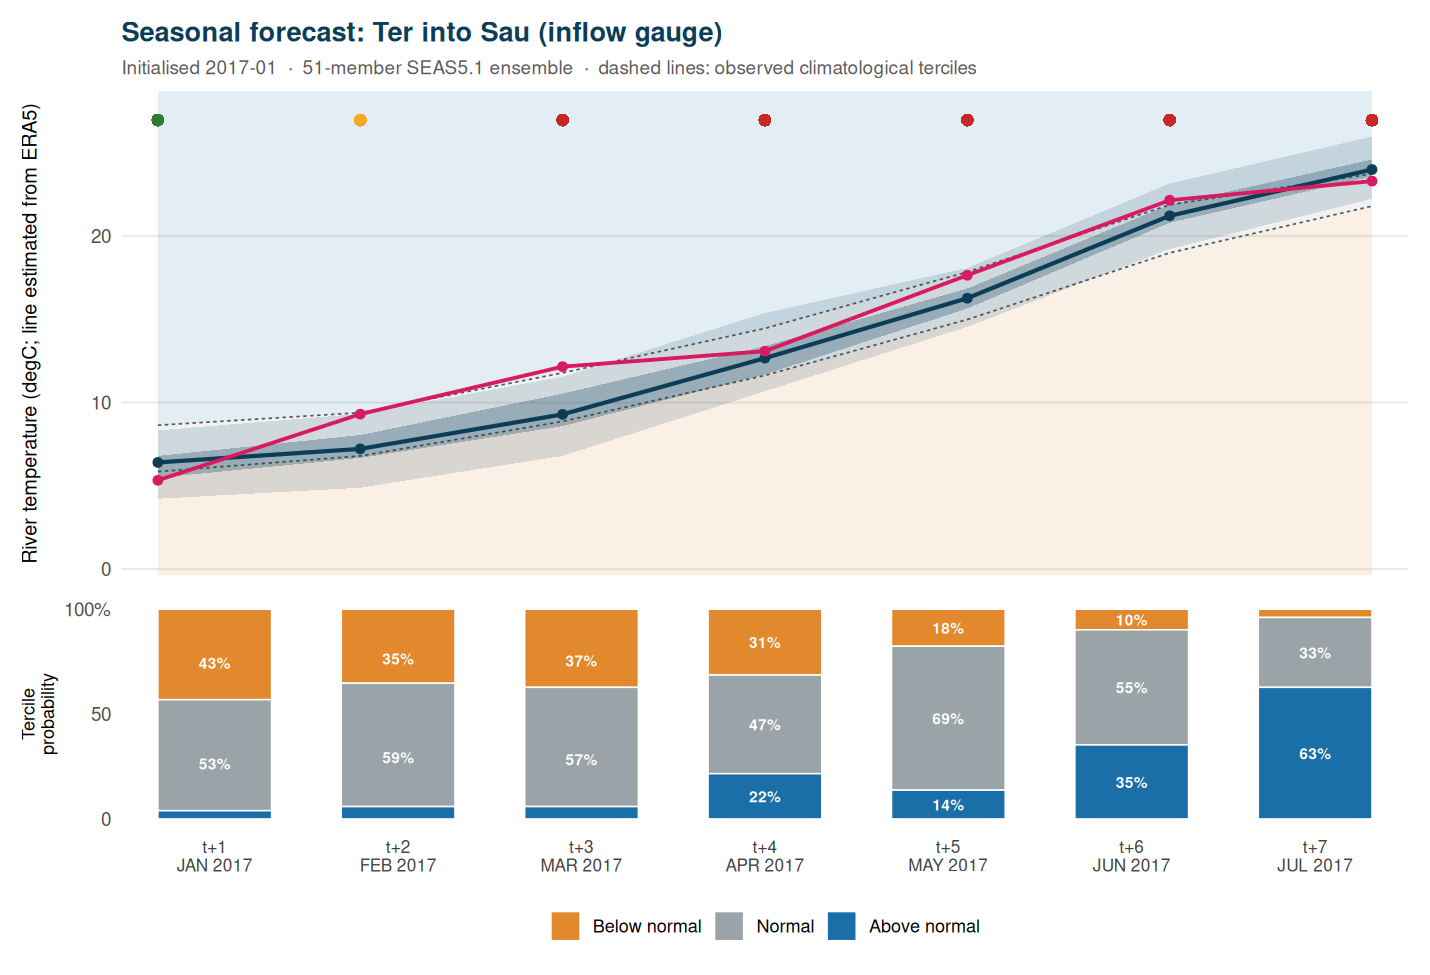 Seasonal forecast: Ter into Sau (inflow gauge)
Initialised 2017-01 · 51-member SEAS5.1 ensemble · dashed lines: observed climatological terciles
River temperature (degC; line estimated from ERA5)
20
10
0
Tercile
probability
100%
50
0
43%
53%
35%
59%
37%
57%
31%
47%
22%
18%
69%
14%
10%
55%
35%
33%
63%
t+1
JAN 2017
t+2
FEB 2017
t+3
MAR 2017
t+4
APR 2017
t+5
MAY 2017
t+6
JUN 2017
t+7
JUL 2017
Below normal
Normal
Above normal